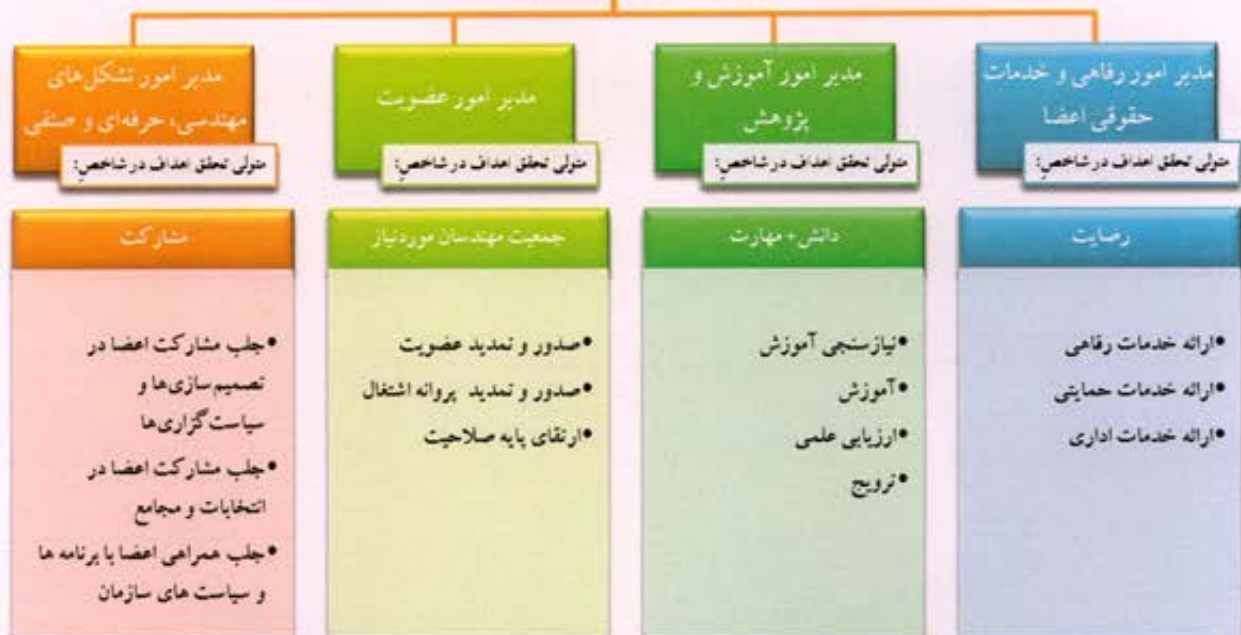 مدیر امور رفاهی و خدمات
حقوقی اعضا
متولی تحقق اهداف در شاخصِ:
رضایت
•ارائه خدمات رفاهی
•ارائه خدمات حمایتی
•ارائه خدمات اداری
مدیر امور آموزش و
پژوهش
متولی تحقق اهداف در شاخصِ:
دانش+ مهارت
•نیازسنجی آموزش
•آموزش
•ارزیابی علمی
•ترویج
مدیر امور عضویت
متولی تحقق اهداف در شاخصِ:
جمعیت مهندسان موردنیاز
•صدور و تمدید عضویت
•صدور و تمدید پروانه اشتغال
•ارتقای پایه صلاحیت
مدیر امور تشکل‌های
مهندسی، حرفه‌ای و صنفی
متولی تحقق اهداف در شاخصِ:
مشارکت
•جلب مشارکت اعضا در
تصمیم‌سازی‌ها و
سیاست‌گزاری‌ها
•جلب مشارکت اعضا در
انتخابات و مجامع
•جلب همراهی اعضا با برنامه ها
و سیاست های سازمان